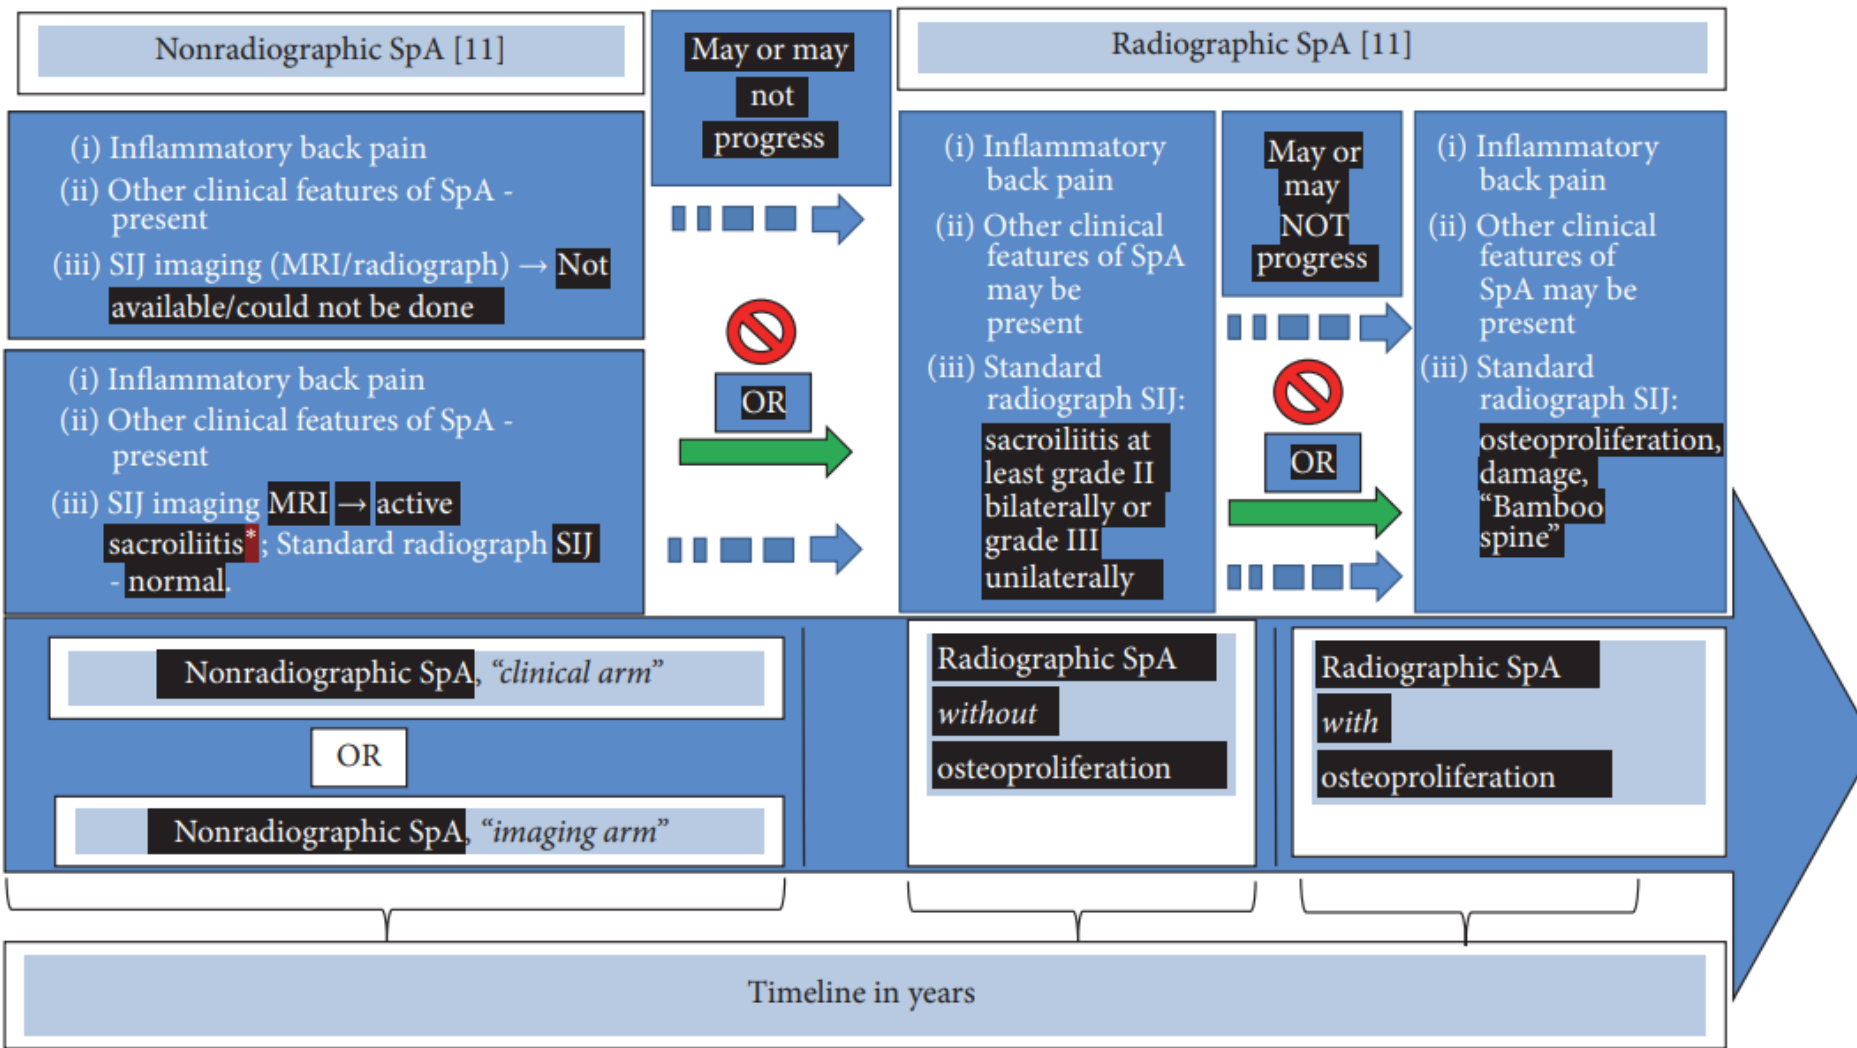 Nonradiographic SpA [11]
May or may
not
progress
Radiographic SpA [11]
(i) Inflammatory back pain
(ii) Other clinical features of SpA -
present
(iii) SIJ imaging (MRI/radiograph) → Not
available/could not be done
(i) Inflammatory back pain
(ii) Other clinical features of SpA -
present
(iii) SIJ imaging MRI → active
sacroiliitis*; Standard radiograph SIJ
- normal.
OR
(i) Inflammatory
back pain
(ii) Other clinical
features of SpA
may be
present
(iii) Standard
radiograph SIJ:
sacroiliitis at
least grade II
bilaterally or
grade III
unilaterally
May or
may
NOT
progress
OR
(i) Inflammatory
back pain
(ii) Other clinical
features of
SpA may be
present
(iii) Standard
radiograph SIJ:
osteoproliferation,
damage,
“Bamboo
spine”
Nonradiographic SpA, “clinical arm”
OR
Nonradiographic SpA, “imaging arm”
Radiographic SpA
without
osteoproliferation
Radiographic SpA
with
osteoproliferation
Timeline in years